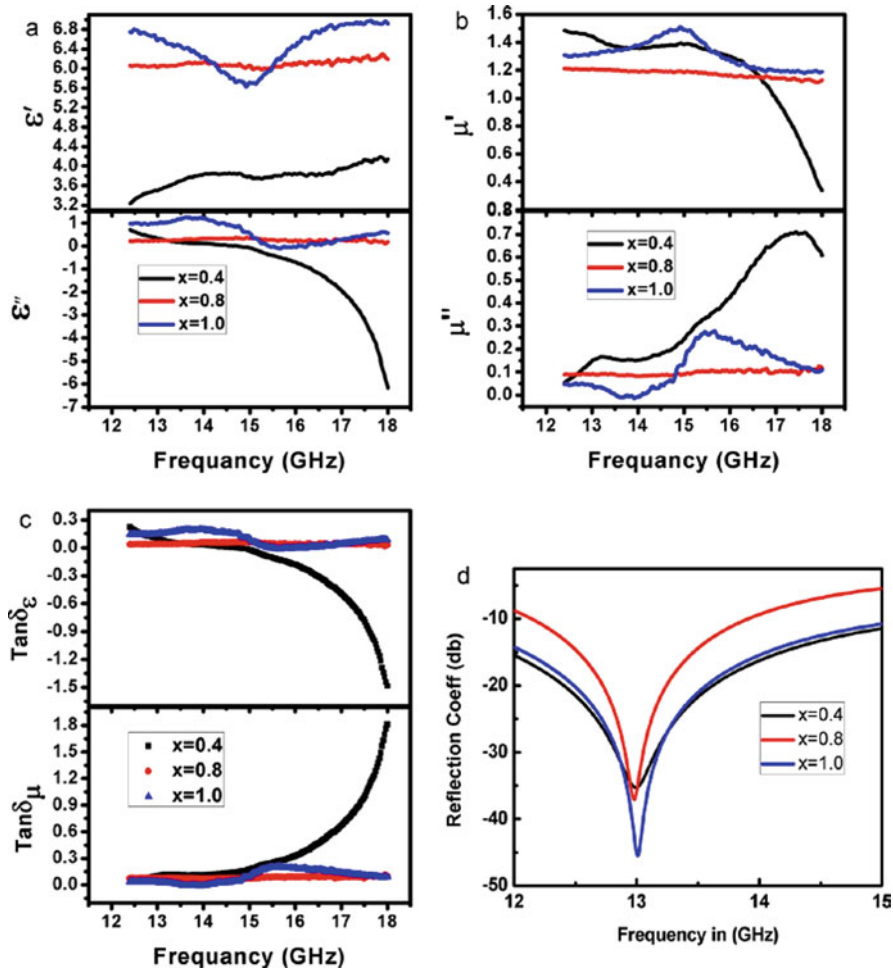 a
6.8
6.4
6.0
5.6
ε'
4.0
3.6
3.2
1
0
-1
-2
-3
-4
-5
-6
-7
ε"
x=0.4
x=0.8
x=1.0
12 13 14 15 16 17 18
Frequancy (GHz)
b
1.6
1.4
1.2
1.0
0.8
0.6
0.4
0.2
μ'
0.8
0.7
0.6
0.5
0.4
0.3
0.2
0.1
0.0
μ"
x=0.4
x=0.8
x=1.0
12 13 14 15 16 17 18
Frequancy (GHz)
c
0.3
0.0
-0.3
-0.6
-0.9
-1.2
-1.5
Tanδε
1.8
1.5
1.2
0.9
0.6
0.3
0.0
Tanδμ
x=0.4
x=0.8
x=1.0
12 13 14 15 16 17 18
Frequancy (GHz)
d
-10
-20
-30
-40
-50
Reflection Coeff (db)
x=0.4
x=0.8
x=1.0
12 13 14 15
Frequency in (GHz)